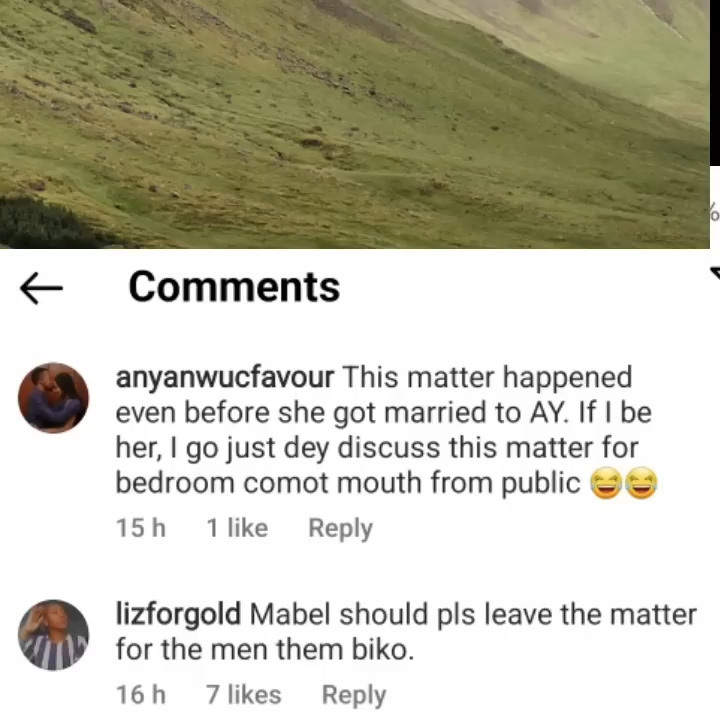 Comments
anyanwucfavour This matter happened
even before she got married to AY. If I be
her, I go just dey discuss this matter for
bedroom comot mouth from public 😂😂
15 h 1 like Reply
lizforgold Mabel should pls leave the matter
for the men them biko.
16 h 7 likes Reply